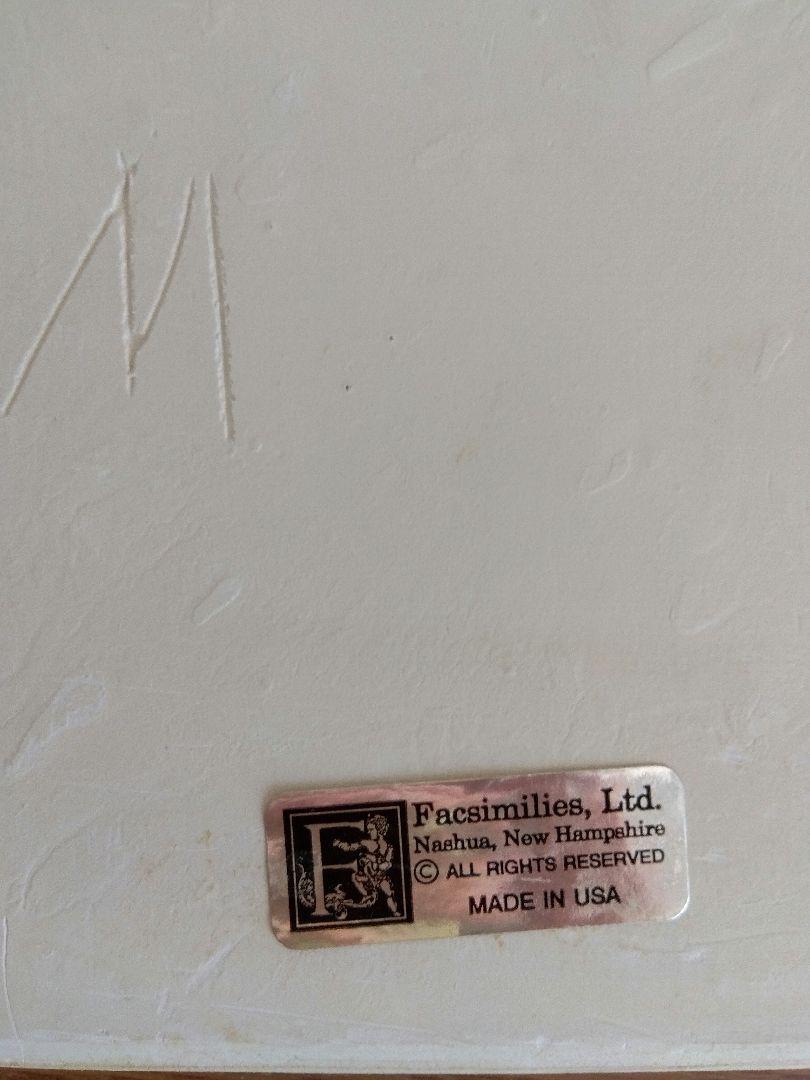 M
Facsimilies, Ltd.
Nashua, New Hampshire
© ALL RIGHTS RESERVED
MADE IN USA
F